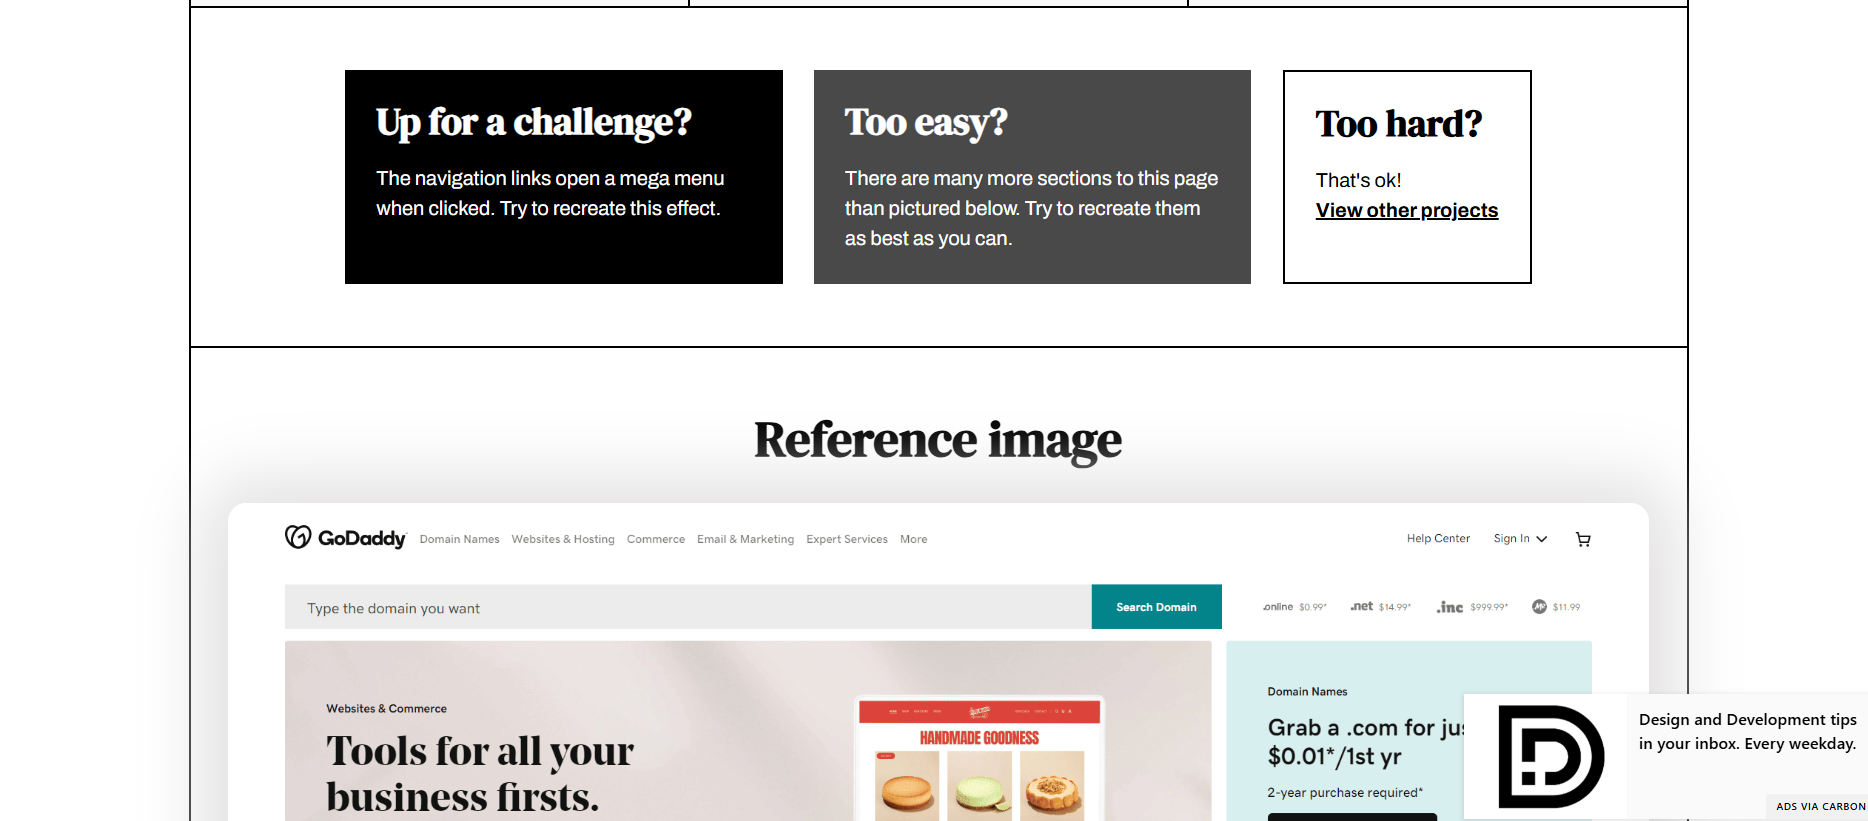 Up for a challenge?
The navigation links open a mega menu
when clicked. Try to recreate this effect.
Too easy?
There are many more sections to this page
than pictured below. Try to recreate them
as best as you can.
Too hard?
That's ok!
View other projects
Reference image
GoDaddy Domain Names Websites & Hosting Commerce Email & Marketing Expert Services More Help Center Sign In
Type the domain you want Search Domain .online $0.99* .net $14.99* .inc $999.99* $11.99
Websites & Commerce
Tools for all your
business firsts.
HANDMADE GOODNESS
Domain Names
Grab a .com for jus
$0.01*/1st yr
2-year purchase required*
Design and Development tips
in your inbox. Every weekday.
ADS VIA CARBON